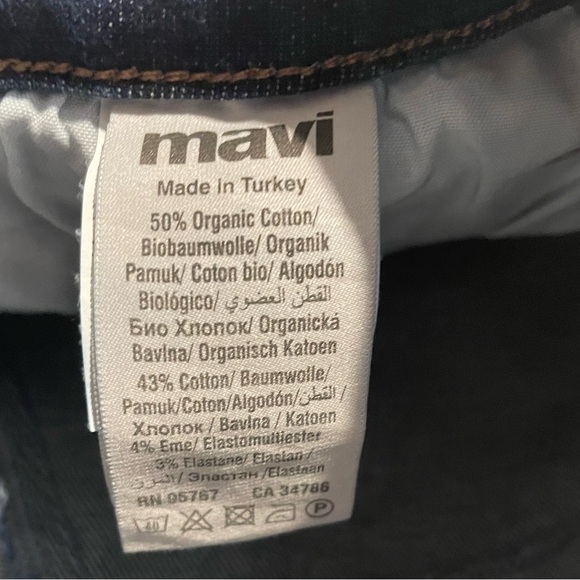 mavi
Made in Turkey
50% Organic Cotton/
Biobaumwolle/ Organik
Pamuk/ Coton bio/ Algodón
Biológico/ القطن العضوي/
Био Хлопок/ Organická
Bavlna/ Organisch Katoen
43% Cotton/ Baumwolle/
Pamuk/Coton/Algodón/القطن/
Хлопок / Bavlna / Katoen
4% Eme/ Elastomultiester
3% Elastane/ Elastan/
/ Эластан /Elastaan
RN 95767 CA 34786
40 P